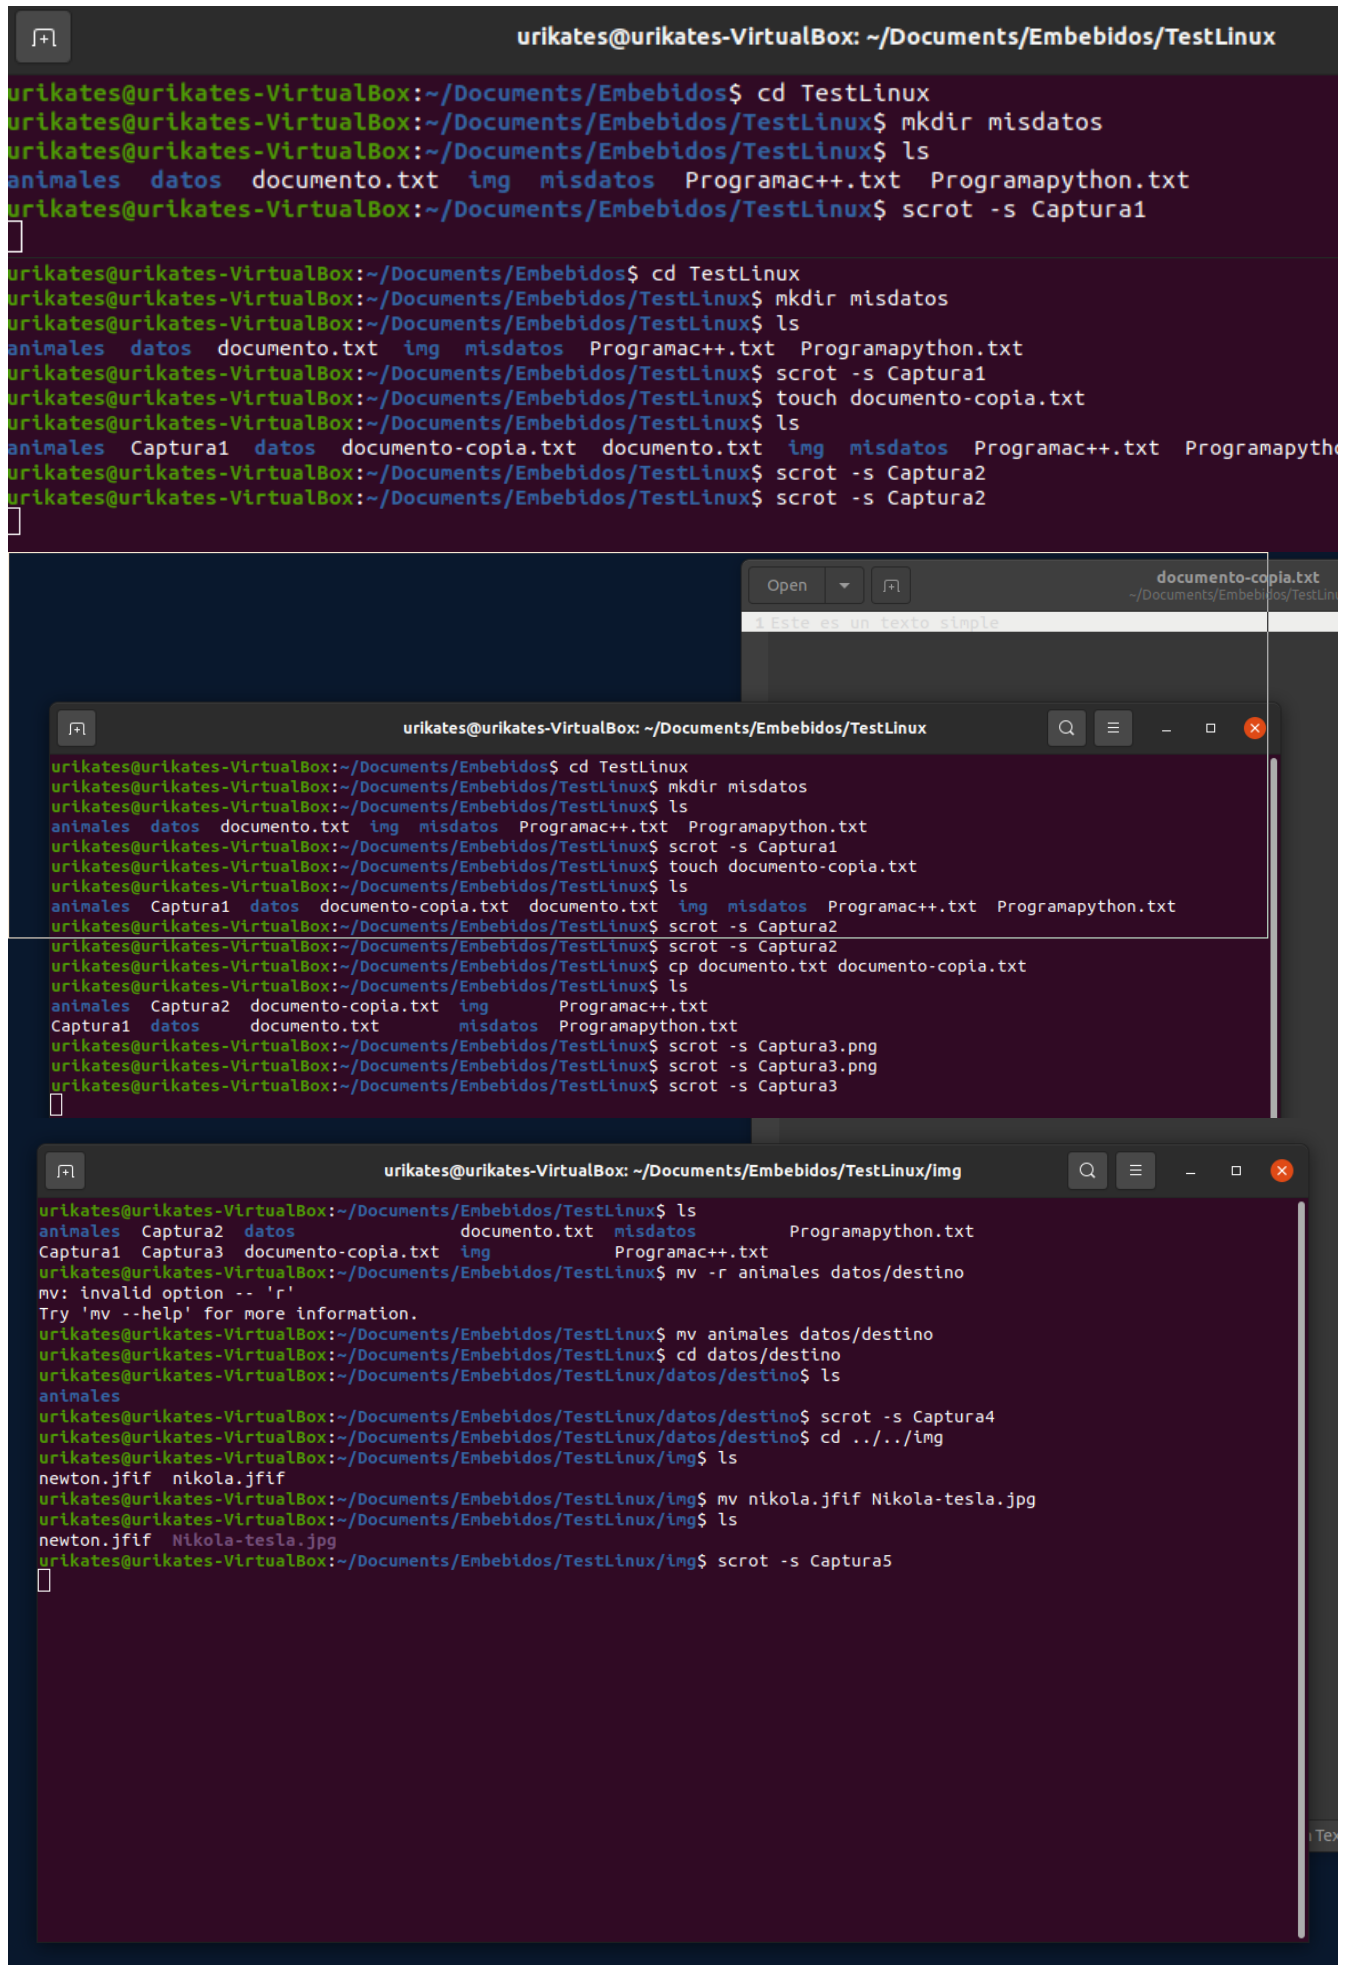 urikates@urikates-VirtualBox: ~/Documents/Embebidos/TestLinux
urikates@urikates-VirtualBox:~/Documents/Embebidos$ cd TestLinux
urikates@urikates-VirtualBox:~/Documents/Embebidos/TestLinux$ mkdir misdatos
urikates@urikates-VirtualBox:~/Documents/Embebidos/TestLinux$ ls
animales datos documento.txt img misdatos Programac++.txt Programapython.txt
urikates@urikates-VirtualBox:~/Documents/Embebidos/TestLinux$ scrot -s Captura1
urikates@urikates-VirtualBox:~/Documents/Embebidos$ cd TestLinux
urikates@urikates-VirtualBox:~/Documents/Embebidos/TestLinux$ mkdir misdatos
urikates@urikates-VirtualBox:~/Documents/Embebidos/TestLinux$ ls
animales datos documento.txt img misdatos Programac++.txt Programapython.txt
urikates@urikates-VirtualBox:~/Documents/Embebidos/TestLinux$ scrot -s Captura1
urikates@urikates-VirtualBox:~/Documents/Embebidos/TestLinux$ touch documento-copia.txt
urikates@urikates-VirtualBox:~/Documents/Embebidos/TestLinux$ ls
animales Captura1 datos documento-copia.txt documento.txt img misdatos Programac++.txt Programapytho
urikates@urikates-VirtualBox:~/Documents/Embebidos/TestLinux$ scrot -s Captura2
urikates@urikates-VirtualBox:~/Documents/Embebidos/TestLinux$ scrot -s Captura2
Open
documento-copia.txt
~/Documents/Embebidos/TestLinu
1 Este es un texto simple
urikates@urikates-VirtualBox: ~/Documents/Embebidos/TestLinux
urikates@urikates-VirtualBox:~/Documents/Embebidos$ cd TestLinux
urikates@urikates-VirtualBox:~/Documents/Embebidos/TestLinux$ mkdir misdatos
urikates@urikates-VirtualBox:~/Documents/Embebidos/TestLinux$ ls
animales datos documento.txt img misdatos Programac++.txt Programapython.txt
urikates@urikates-VirtualBox:~/Documents/Embebidos/TestLinux$ scrot -s Captura1
urikates@urikates-VirtualBox:~/Documents/Embebidos/TestLinux$ touch documento-copia.txt
urikates@urikates-VirtualBox:~/Documents/Embebidos/TestLinux$ ls
animales Captura1 datos documento-copia.txt documento.txt img misdatos Programac++.txt Programapython.txt
urikates@urikates-VirtualBox:~/Documents/Embebidos/TestLinux$ scrot -s Captura2
urikates@urikates-VirtualBox:~/Documents/Embebidos/TestLinux$ scrot -s Captura2
urikates@urikates-VirtualBox:~/Documents/Embebidos/TestLinux$ cp documento.txt documento-copia.txt
urikates@urikates-VirtualBox:~/Documents/Embebidos/TestLinux$ ls
animales Captura2 documento-copia.txt img Programac++.txt
Captura1 datos documento.txt misdatos Programapython.txt
urikates@urikates-VirtualBox:~/Documents/Embebidos/TestLinux$ scrot -s Captura3.png
urikates@urikates-VirtualBox:~/Documents/Embebidos/TestLinux$ scrot -s Captura3.png
urikates@urikates-VirtualBox:~/Documents/Embebidos/TestLinux$ scrot -s Captura3
urikates@urikates-VirtualBox: ~/Documents/Embebidos/TestLinux/img
urikates@urikates-VirtualBox:~/Documents/Embebidos/TestLinux$ ls
animales Captura2 datos documento.txt misdatos Programapython.txt
Captura1 Captura3 documento-copia.txt img Programac++.txt
urikates@urikates-VirtualBox:~/Documents/Embebidos/TestLinux$ mv -r animales datos/destino
mv: invalid option -- 'r'
Try 'mv --help' for more information.
urikates@urikates-VirtualBox:~/Documents/Embebidos/TestLinux$ mv animales datos/destino
urikates@urikates-VirtualBox:~/Documents/Embebidos/TestLinux$ cd datos/destino
urikates@urikates-VirtualBox:~/Documents/Embebidos/TestLinux/datos/destino$ ls
animales
urikates@urikates-VirtualBox:~/Documents/Embebidos/TestLinux/datos/destino$ scrot -s Captura4
urikates@urikates-VirtualBox:~/Documents/Embebidos/TestLinux/datos/destino$ cd ../../img
urikates@urikates-VirtualBox:~/Documents/Embebidos/TestLinux/img$ ls
newton.jfif nikola.jfif
urikates@urikates-VirtualBox:~/Documents/Embebidos/TestLinux/img$ mv nikola.jfif Nikola-tesla.jpg
urikates@urikates-VirtualBox:~/Documents/Embebidos/TestLinux/img$ ls
newton.jfif Nikola-tesla.jpg
urikates@urikates-VirtualBox:~/Documents/Embebidos/TestLinux/img$ scrot -s Captura5
Tex